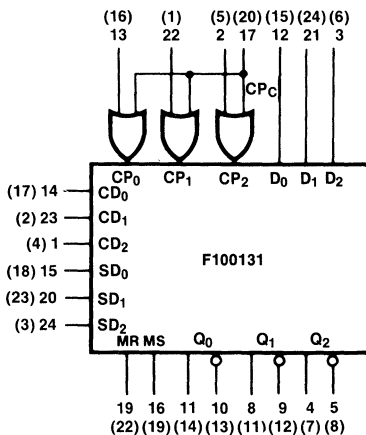 (16) (1) (5) (20) (15) (24) (6)
13 22 2 17 12 21 3
CPC
CP0 CP1 CP2 D0 D1 D2
(17) 14 CD0
(2) 23 CD1
(4) 1 CD2
F100131
(18) 15 SD0
(23) 20 SD1
(3) 24 SD2
MR MS Q0 Q1 Q2
19 16 11 10 8 9 4 5
(22) (19) (14) (13) (11) (12) (7) (8)